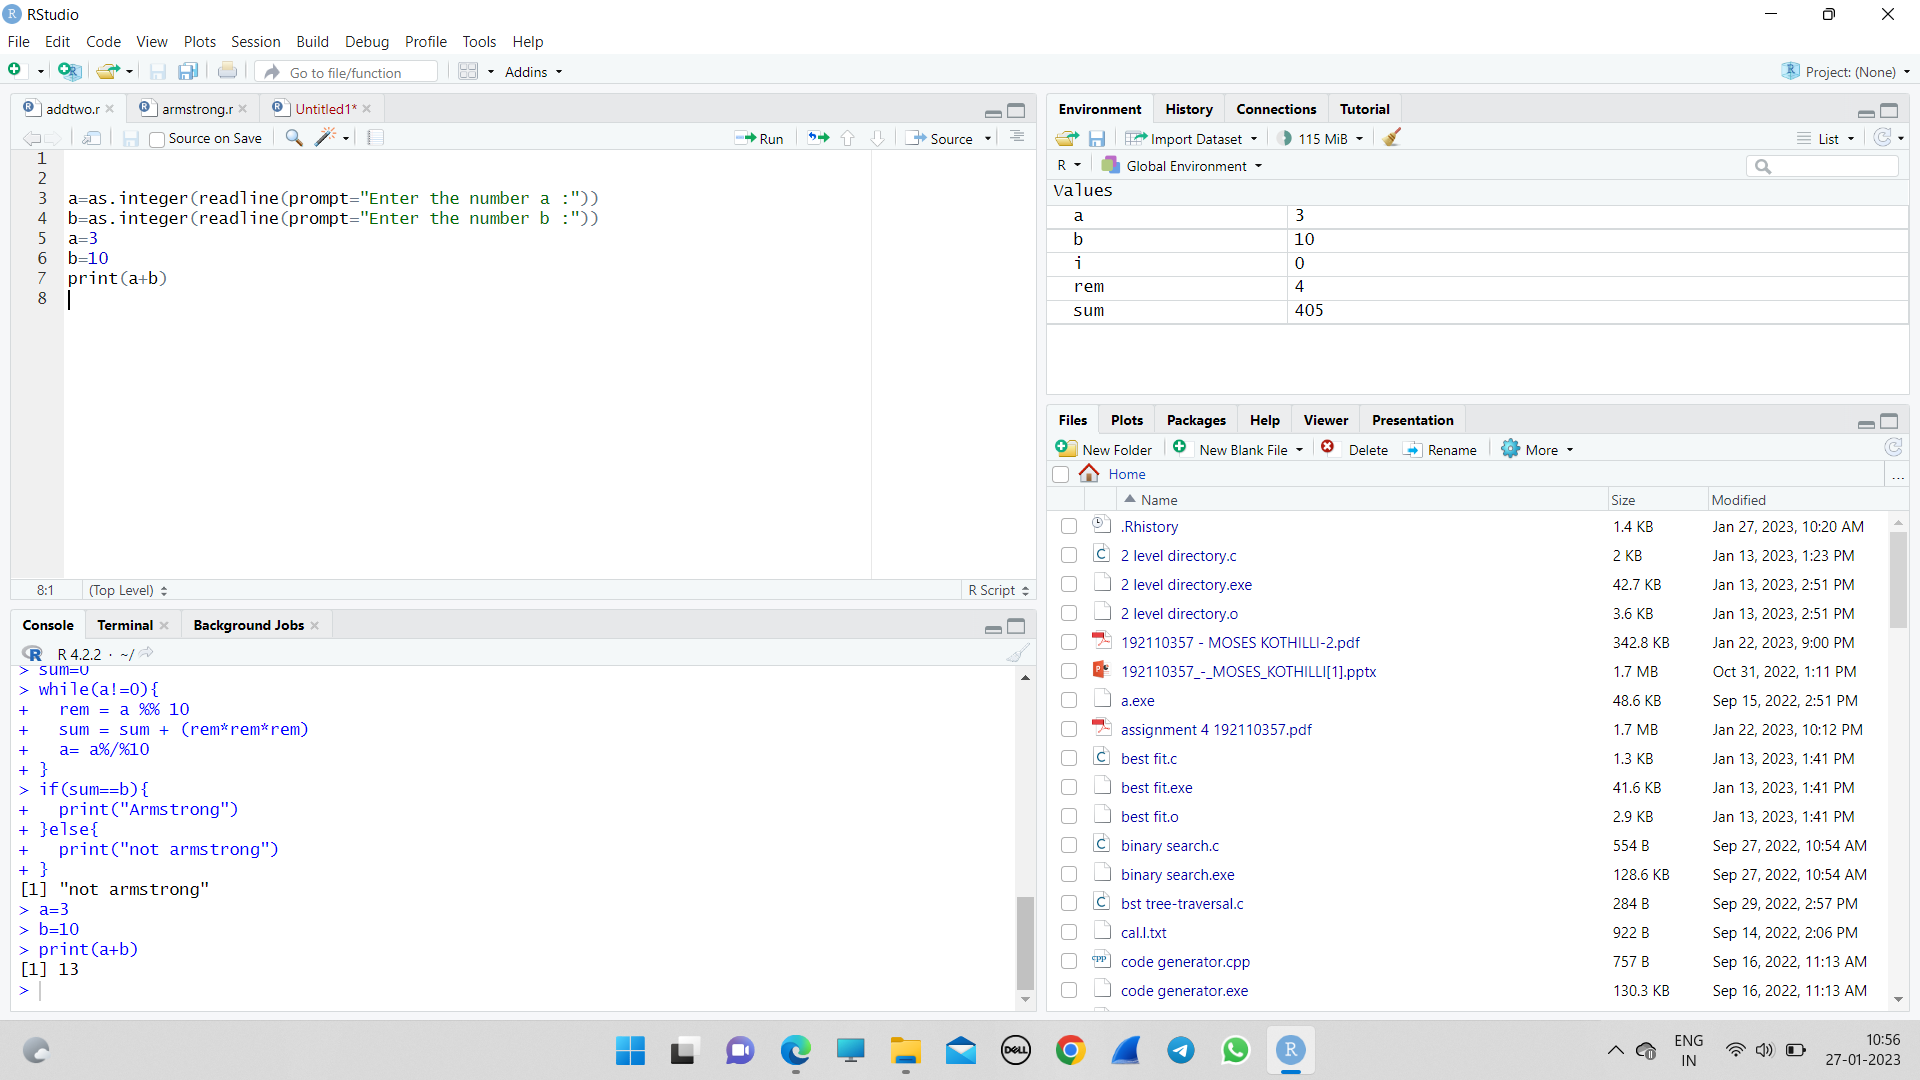 RStudio
File Edit Code View Plots Session Build Debug Profile Tools Help
Go to file/function Addins Project: (None)
addtwo.r armstrong.r Untitled1*
Source on Save Run Source
1
2
3 a=as.integer(readline(prompt="Enter the number a :"))
4 b=as.integer(readline(prompt="Enter the number b :"))
5 a=3
6 b=10
7 print(a+b)
8
8:1 (Top Level) R Script
Console Terminal Background Jobs
R 4.2.2 · ~/
> sum=0
> while(a!=0){
+ rem = a %% 10
+ sum = sum + (rem*rem*rem)
+ a= a%/%10
+ }
> if(sum==b){
+ print("Armstrong")
+ }else{
+ print("not armstrong")
+ }
[1] "not armstrong"
> a=3
> b=10
> print(a+b)
[1] 13
>
Environment History Connections Tutorial
Import Dataset 115 MiB List
R Global Environment
Values
a 3
b 10
i 0
rem 4
sum 405
Files Plots Packages Help Viewer Presentation
New Folder New Blank File Delete Rename More
Home ...
Name Size Modified
.Rhistory 1.4 KB Jan 27, 2023, 10:20 AM
2 level directory.c 2 KB Jan 13, 2023, 1:23 PM
2 level directory.exe 42.7 KB Jan 13, 2023, 2:51 PM
2 level directory.o 3.6 KB Jan 13, 2023, 2:51 PM
192110357 - MOSES KOTHILLI-2.pdf 342.8 KB Jan 22, 2023, 9:00 PM
192110357_-_MOSES_KOTHILLI[1].pptx 1.7 MB Oct 31, 2022, 1:11 PM
a.exe 48.6 KB Sep 15, 2022, 2:51 PM
assignment 4 192110357.pdf 1.7 MB Jan 22, 2023, 10:12 PM
best fit.c 1.3 KB Jan 13, 2023, 1:41 PM
best fit.exe 41.6 KB Jan 13, 2023, 1:41 PM
best fit.o 2.9 KB Jan 13, 2023, 1:41 PM
binary search.c 554 B Sep 27, 2022, 10:54 AM
binary search.exe 128.6 KB Sep 27, 2022, 10:54 AM
bst tree-traversal.c 284 B Sep 29, 2022, 2:57 PM
cal.l.txt 922 B Sep 14, 2022, 2:06 PM
code generator.cpp 757 B Sep 16, 2022, 11:13 AM
code generator.exe 130.3 KB Sep 16, 2022, 11:13 AM
DELL
ENG
IN
10:56
27-01-2023